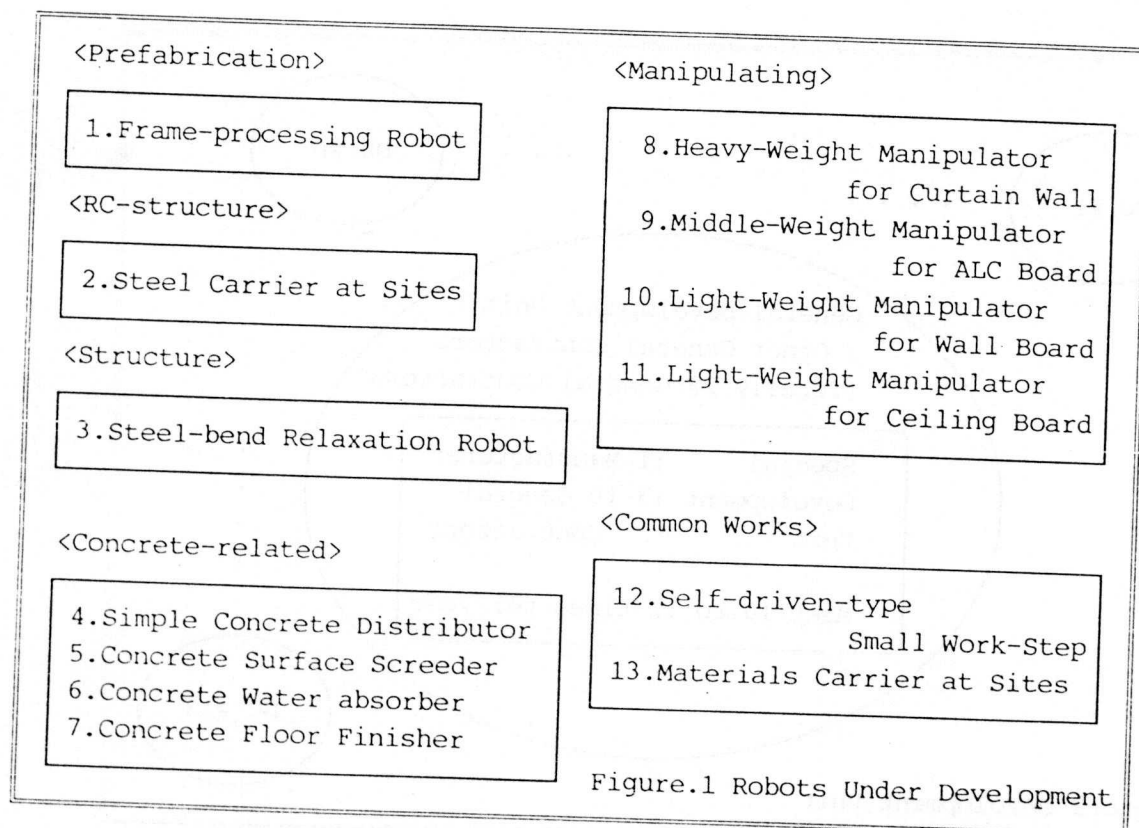 <Prefabrication>
1.Frame-processing Robot
<RC-structure>
2.Steel Carrier at Sites
<Structure>
3.Steel-bend Relaxation Robot
<Concrete-related>
4.Simple Concrete Distributor
5.Concrete Surface Screeder
6.Concrete Water absorber
7.Concrete Floor Finisher
<Manipulating>
8.Heavy-Weight Manipulator
for Curtain Wall
9.Middle-Weight Manipulator
for ALC Board
10.Light-Weight Manipulator
for Wall Board
11.Light-Weight Manipulator
for Ceiling Board
<Common Works>
12.Self-driven-type
Small Work-Step
13.Materials Carrier at Sites
Figure.1 Robots Under Development